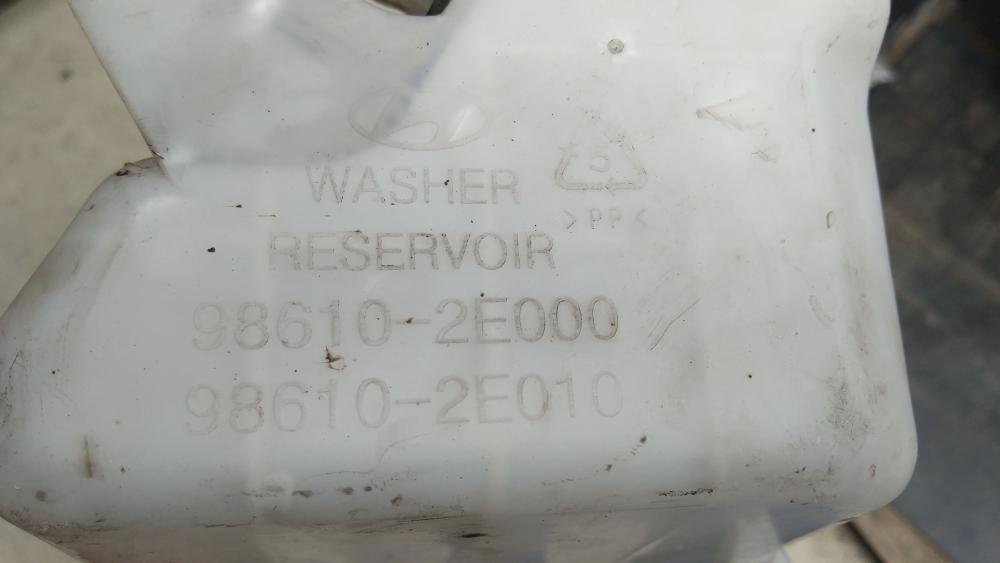 5
WASHER
>PP<
RESERVOIR
98610-2E000
98610-2E010